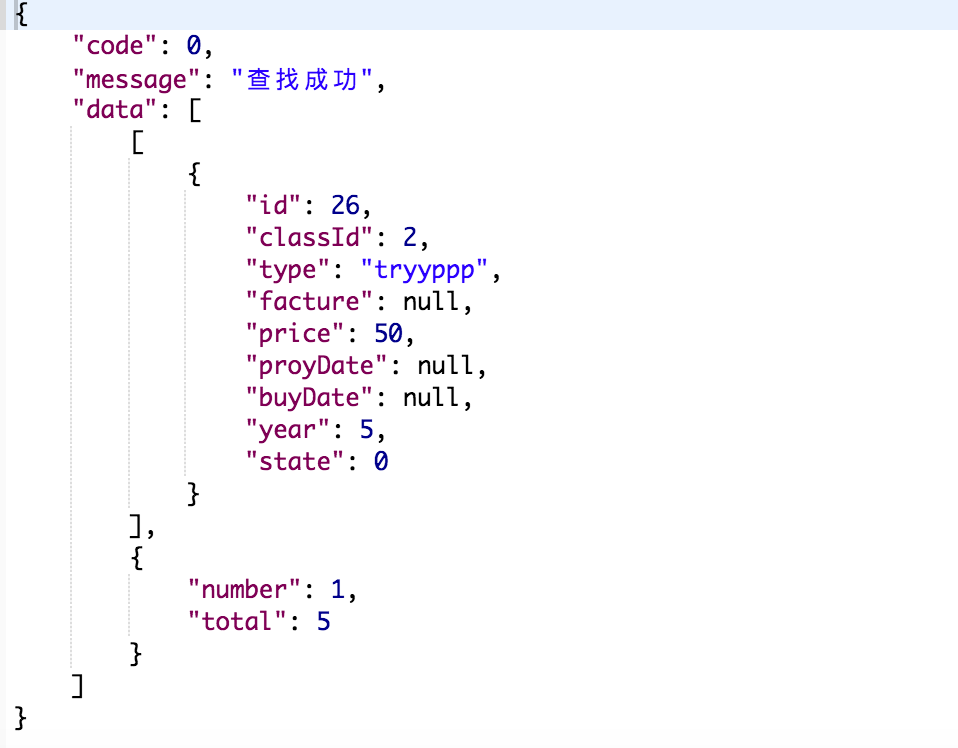 {
    "code": 0,
    "message": "查找成功",
    "data": [
        [
            {
                "id": 26,
                "classId": 2,
                "type": "tryyppp",
                "facture": null,
                "price": 50,
                "proyDate": null,
                "buyDate": null,
                "year": 5,
                "state": 0
            }
        ],
        {
            "number": 1,
            "total": 5
        }
    ]
}